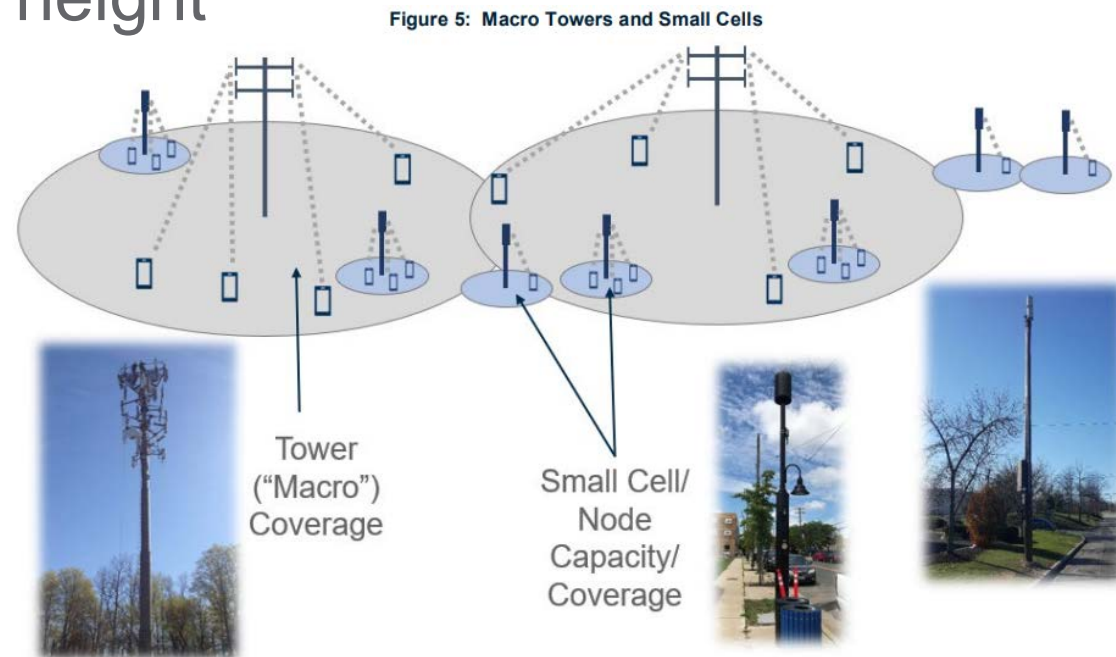 height
Figure 5: Macro Towers and Small Cells
Tower
(“Macro”)
Coverage
Small Cell/
Node
Capacity/
Coverage